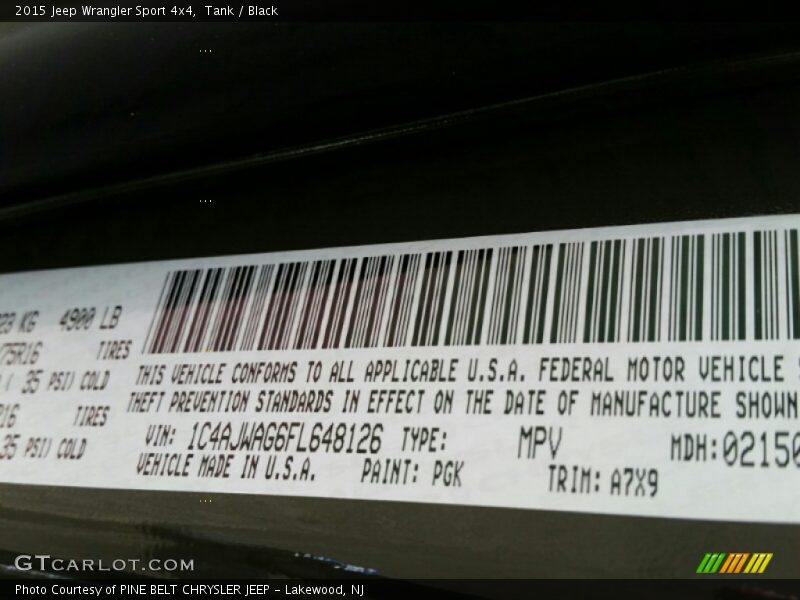 2015 Jeep Wrangler Sport 4x4,  Tank / Black
KG 4900 LB
75R16 TIRES
35 PSI) COLD
R16 TIRES
35 PSI) COLD
THIS VEHICLE CONFORMS TO ALL APPLICABLE U.S.A. FEDERAL MOTOR VEHICLE
THEFT PREVENTION STANDARDS IN EFFECT ON THE DATE OF MANUFACTURE SHOWN
VIN: 1C4AJWAG6FL648126 TYPE: MPV MDH:02150
VEHICLE MADE IN U.S.A. PAINT: PGK TRIM: A7X9
GTCARLOT.COM
Photo Courtesy of PINE BELT CHRYSLER JEEP - Lakewood, NJ